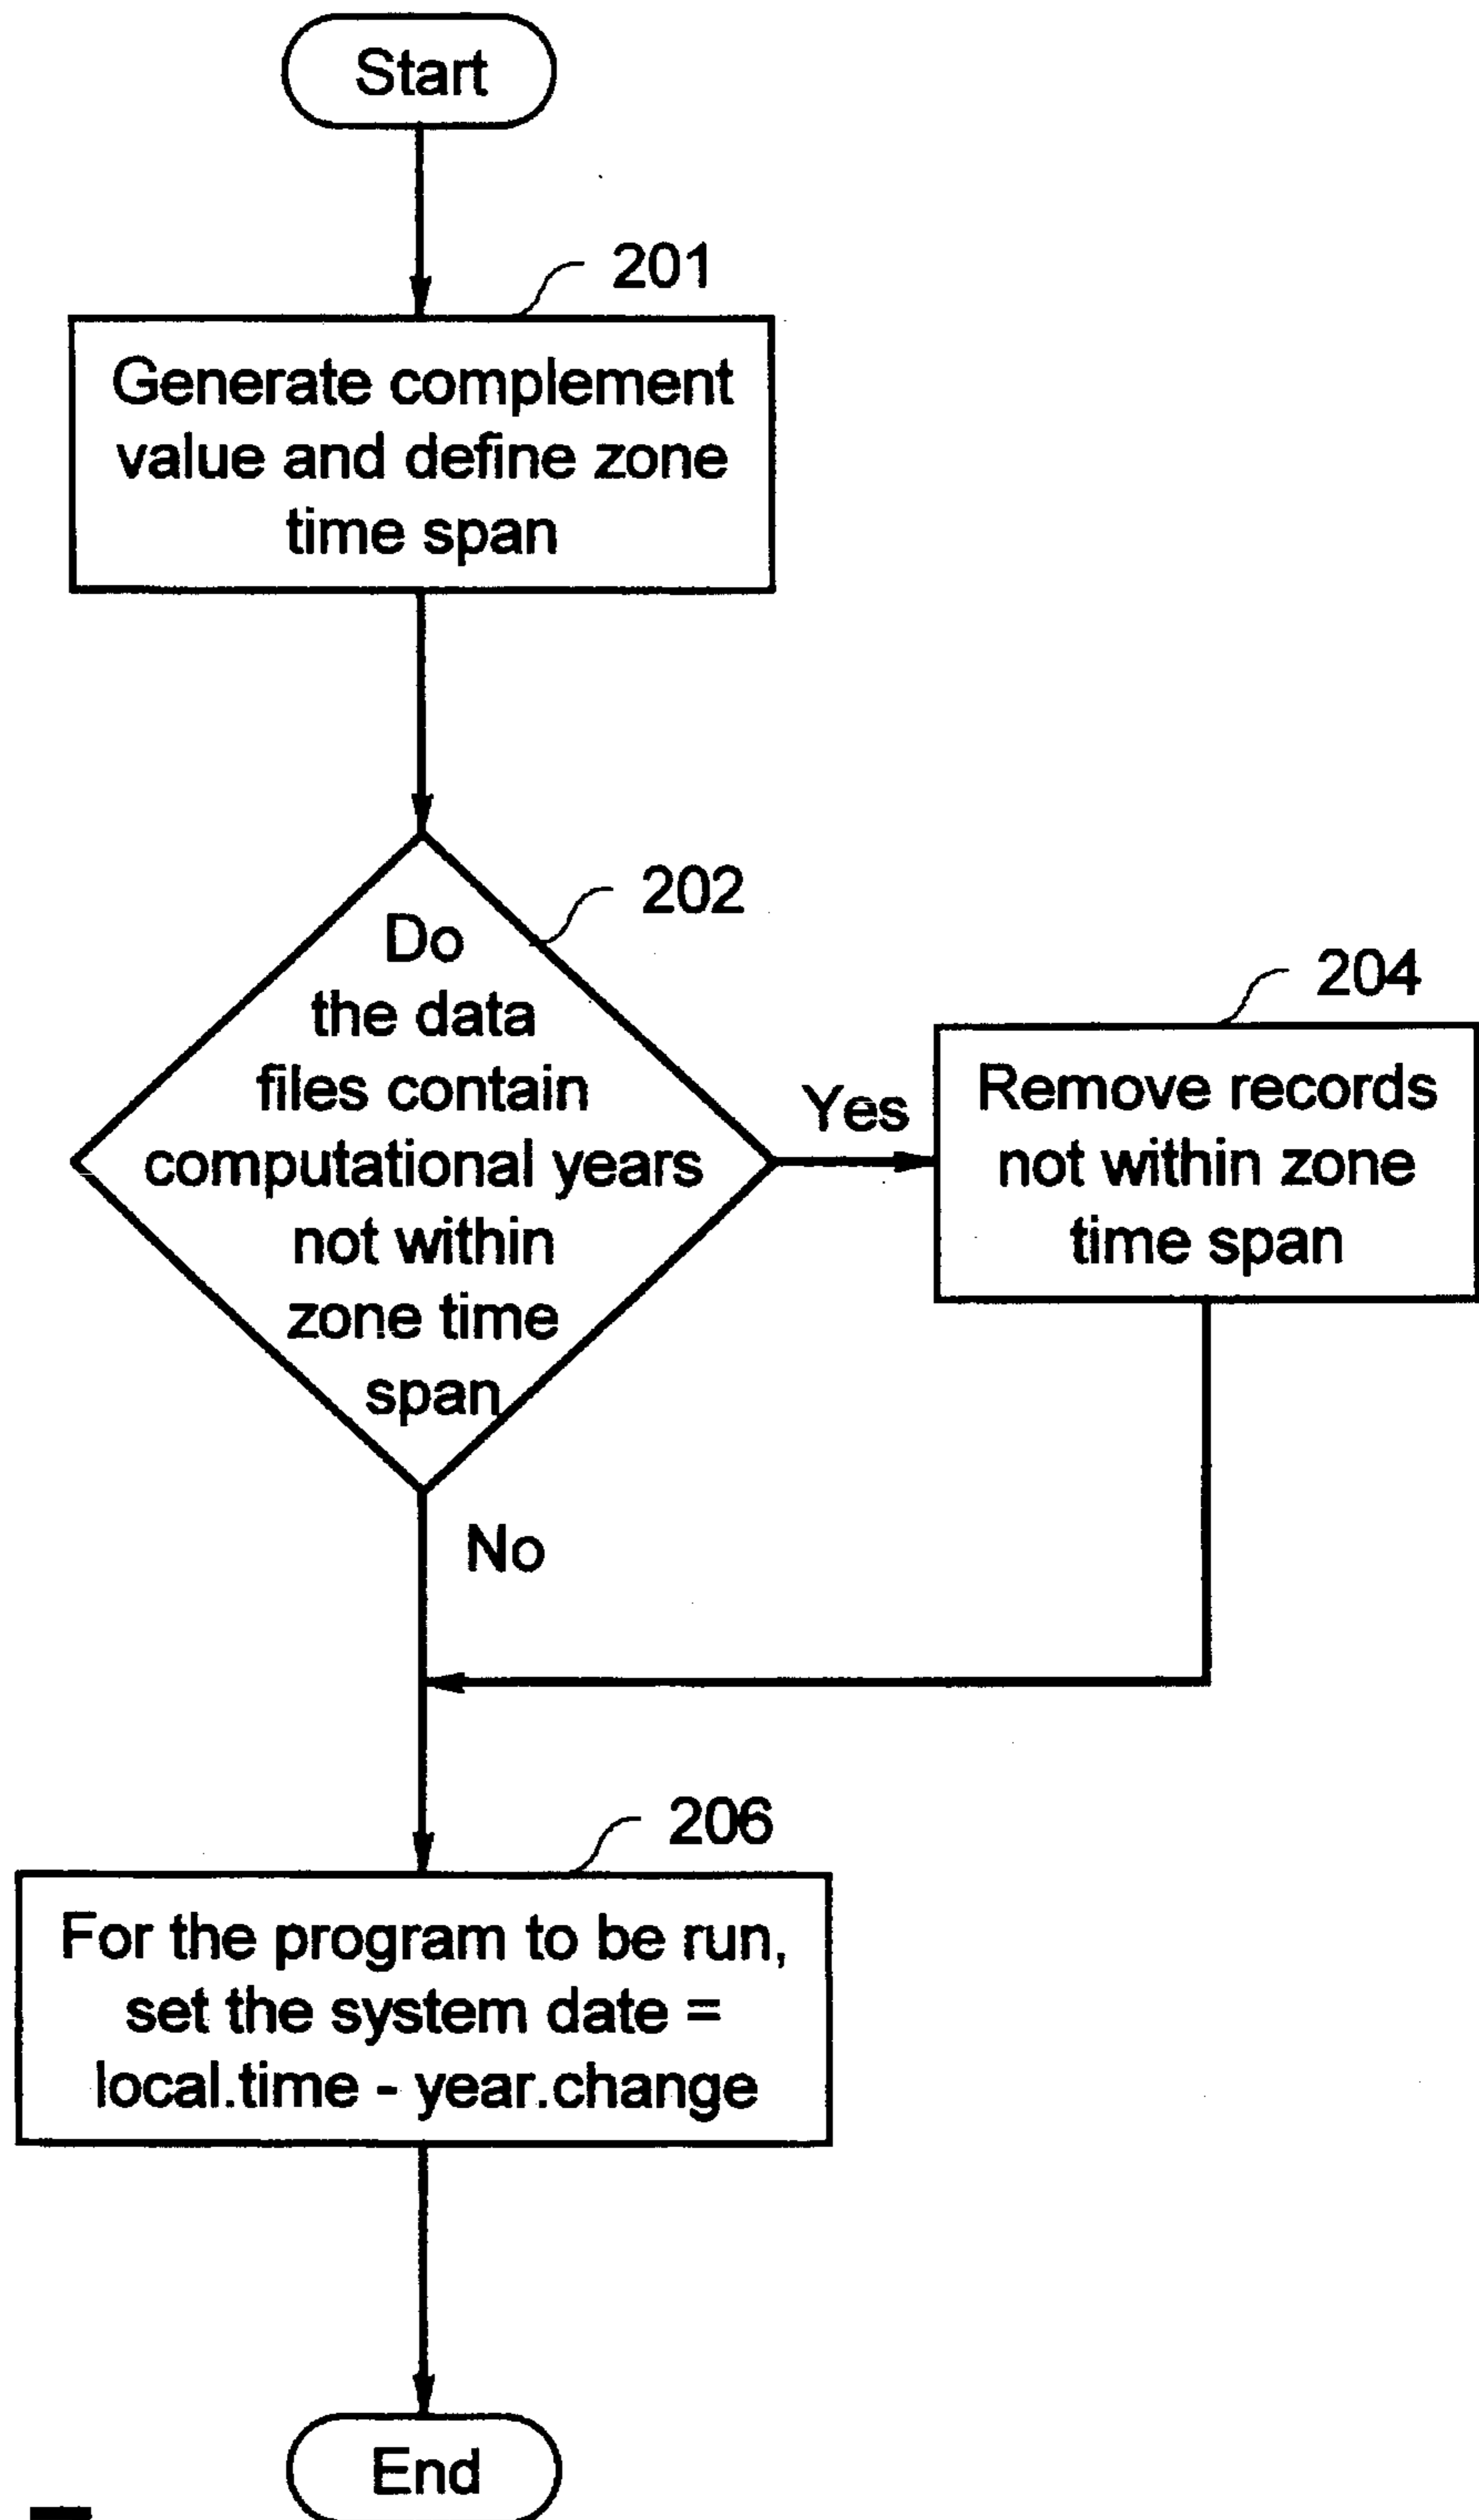 Start
201
Generate complement
value and define zone
time span
202
Do
the data
files contain
computational years
not within
zone time
span
Yes
204
Remove records
not within zone
time span
No
206
For the program to be run,
set the system date =
local.time - year.change
End